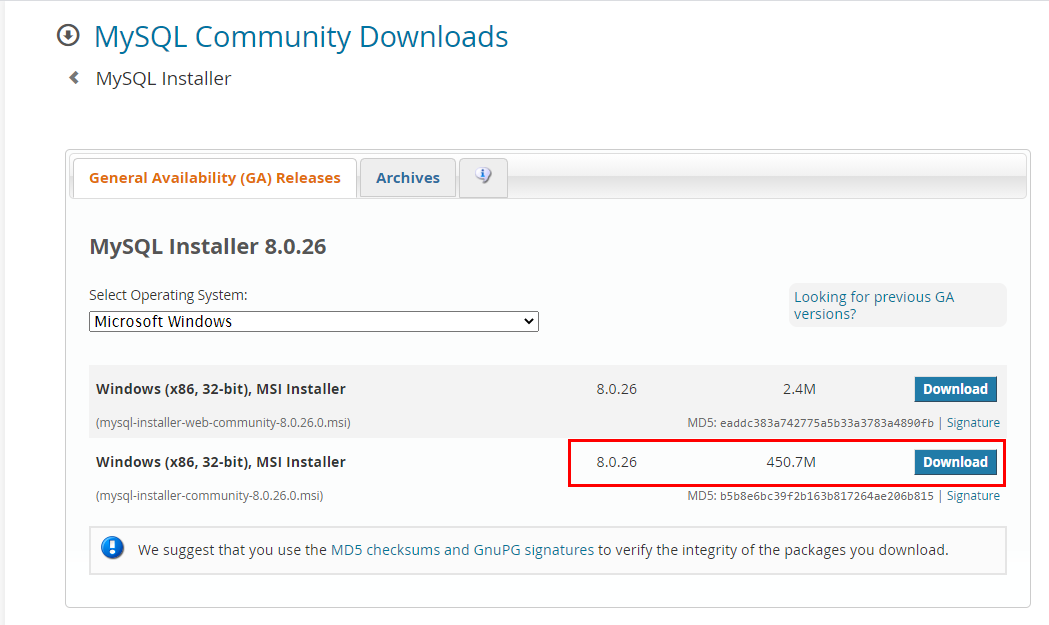 MySQL Community Downloads
MySQL Installer
General Availability (GA) Releases
Archives
MySQL Installer 8.0.26
Select Operating System:
Microsoft Windows
Looking for previous GA
versions?
Windows (x86, 32-bit), MSI Installer 8.0.26 2.4M Download
(mysql-installer-web-community-8.0.26.0.msi) MD5: eaddc383a742775a5b33a3783a4890fb | Signature
Windows (x86, 32-bit), MSI Installer 8.0.26 450.7M Download
(mysql-installer-community-8.0.26.0.msi) MD5: b5b8e6bc39f2b163b817264ae206b815 | Signature
We suggest that you use the MD5 checksums and GnuPG signatures to verify the integrity of the packages you download.